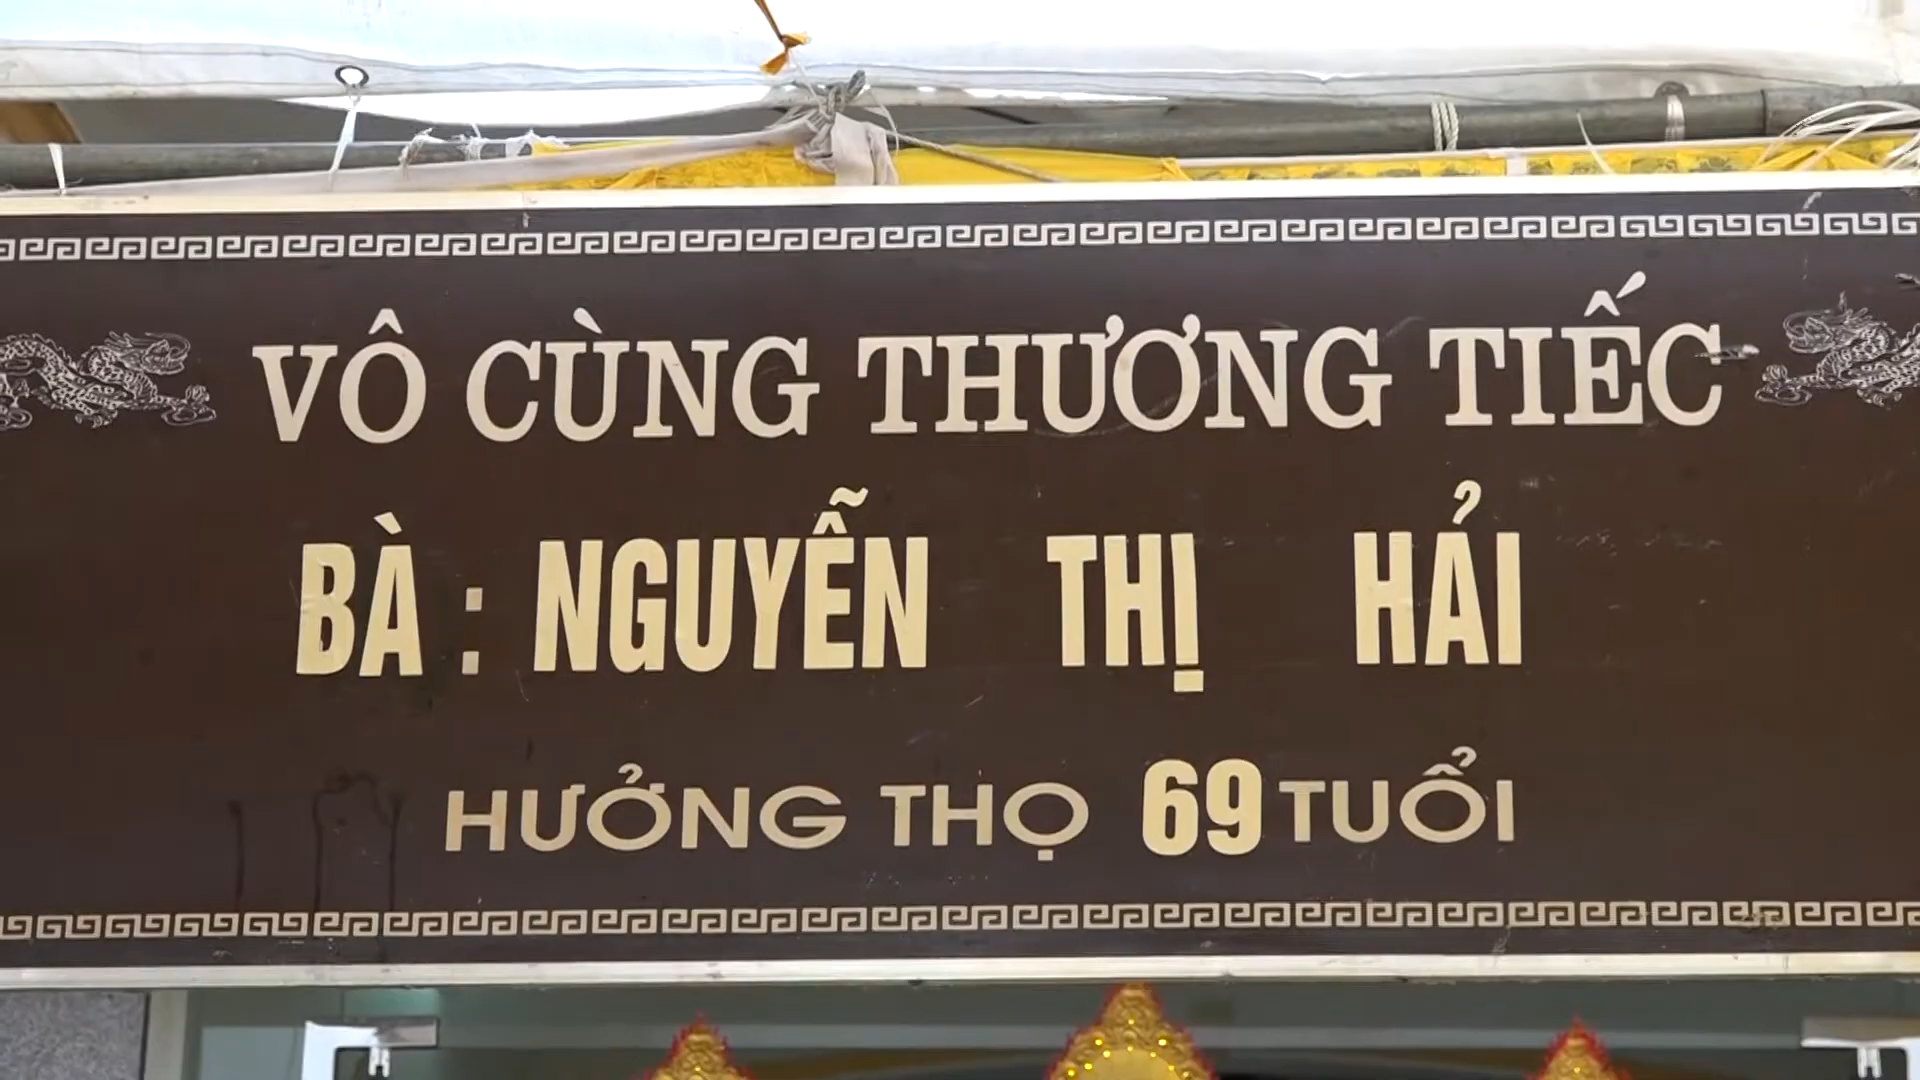 VÔ CÙNG THƯƠNG TIẾC
BÀ : NGUYỄN THỊ HẢI
HƯỞNG THỌ 69 TUỔI